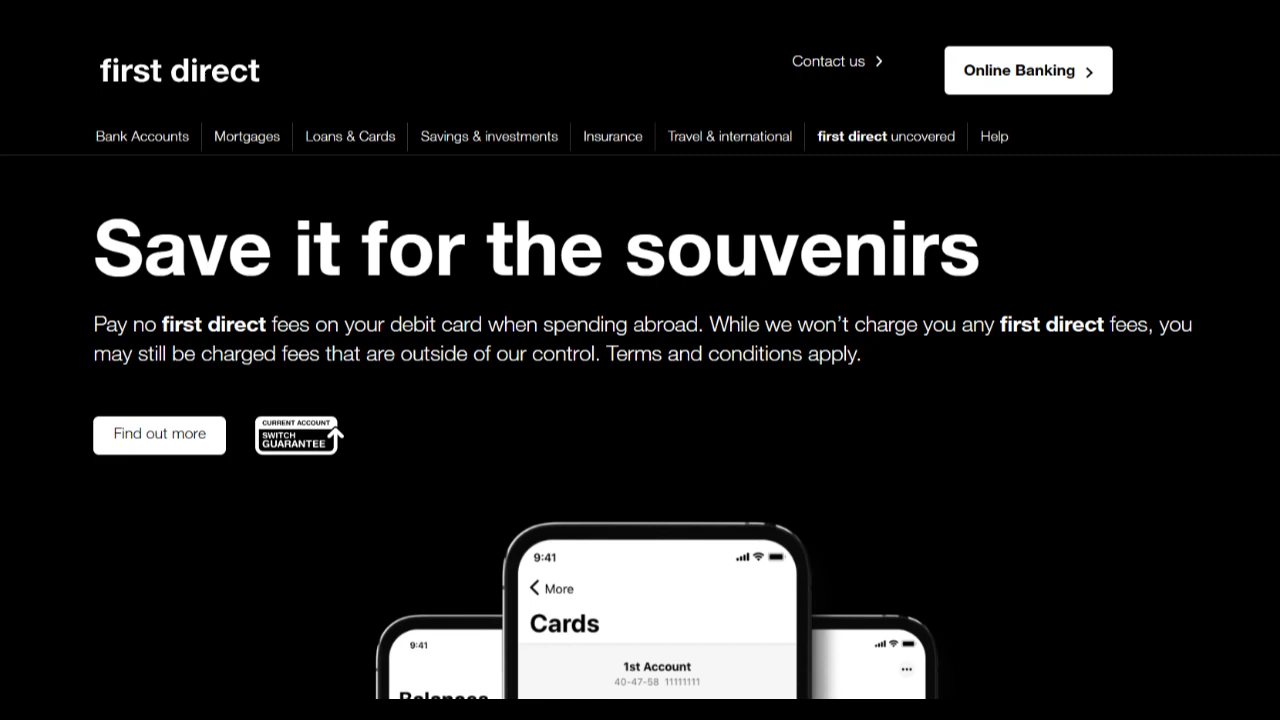 first direct
Contact us
Online Banking
Bank Accounts
Mortgages
Loans & Cards
Savings & investments
Insurance
Travel & international
first direct uncovered
Help
Save it for the souvenirs
Pay no first direct fees on your debit card when spending abroad. While we won’t charge you any first direct fees, you
may still be charged fees that are outside of our control. Terms and conditions apply.
Find out more
CURRENT ACCOUNT
SWITCH
GUARANTEE
9:41
More
Cards
1st Account
40-47-58 11111111
9:41
Balances